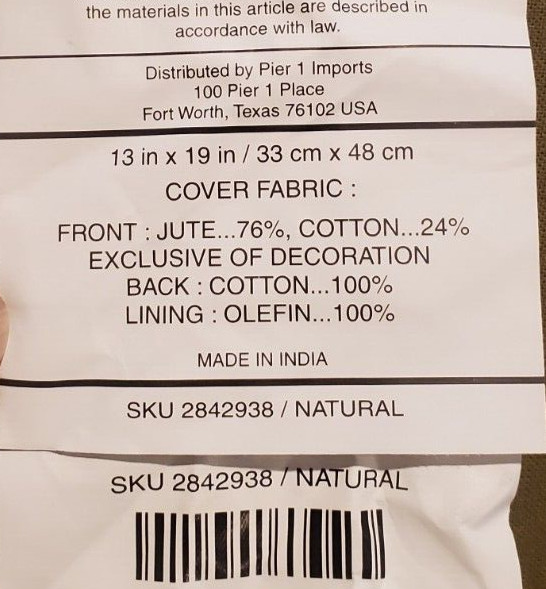 the materials in this article are described in
accordance with law.
Distributed by Pier 1 Imports
100 Pier 1 Place
Fort Worth, Texas 76102 USA
13 in x 19 in / 33 cm x 48 cm
COVER FABRIC :
FRONT : JUTE...76%, COTTON...24%
EXCLUSIVE OF DECORATION
BACK : COTTON...100%
LINING : OLEFIN...100%
MADE IN INDIA
SKU 2842938 / NATURAL
SKU 2842938 / NATURAL